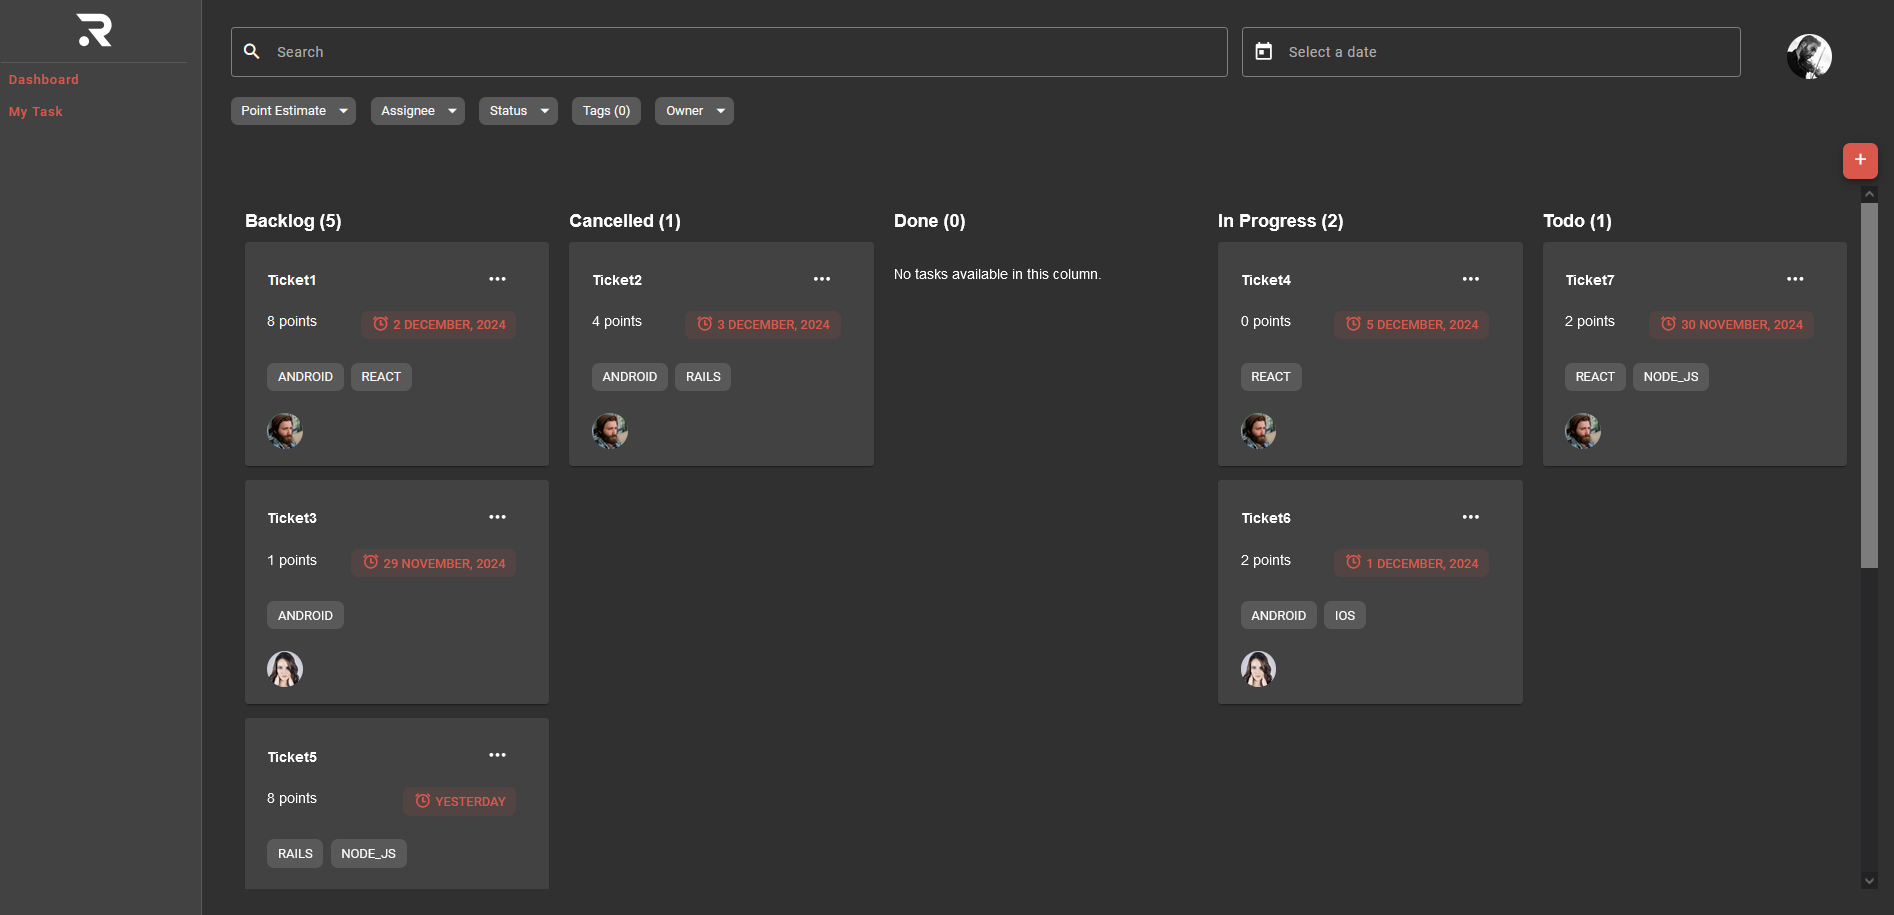 Search
Select a date
Dashboard
My Task
Point Estimate
Assignee
Status
Tags (0)
Owner
+
Backlog (5)
Ticket1
8 points
2 DECEMBER, 2024
ANDROID
REACT
Ticket3
1 points
29 NOVEMBER, 2024
ANDROID
Ticket5
8 points
YESTERDAY
RAILS
NODE_JS
Cancelled (1)
Ticket2
4 points
3 DECEMBER, 2024
ANDROID
RAILS
Done (0)
No tasks available in this column.
In Progress (2)
Ticket4
0 points
5 DECEMBER, 2024
REACT
Ticket6
2 points
1 DECEMBER, 2024
ANDROID
IOS
Todo (1)
Ticket7
2 points
30 NOVEMBER, 2024
REACT
NODE_JS